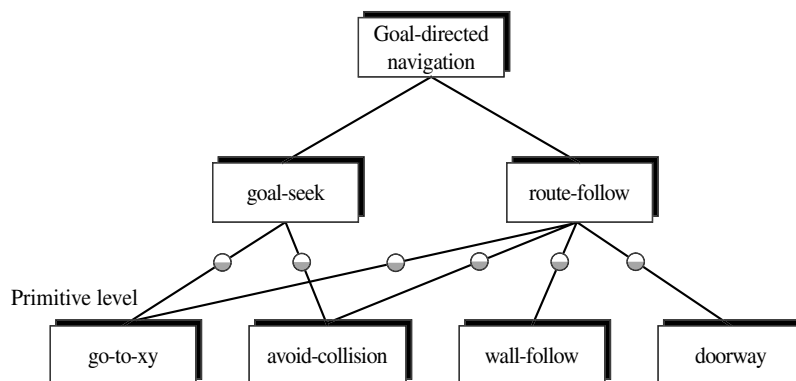 Goal-directed
navigation
goal-seek
route-follow
Primitive level
go-to-xy
avoid-collision
wall-follow
doorway